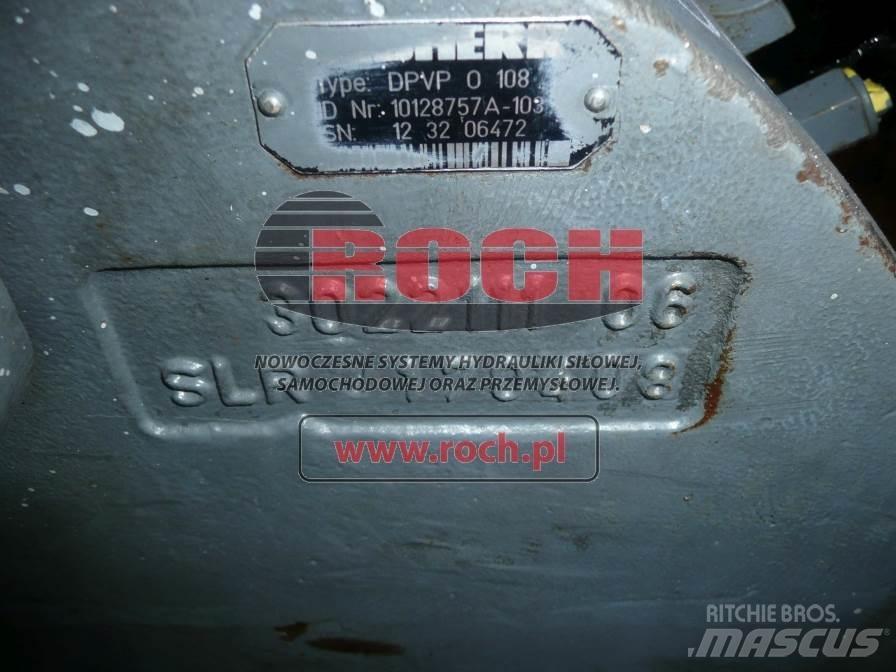 Type: DPVP O 108
ID Nr.: 10128757A-103
SN: 12 32 06472
ROCH
NOWOCZESNE SYSTEMY HYDRAULIKI SIŁOWEJ,
SAMOCHODOWEJ ORAZ PRZEMYSŁOWEJ.
SLR
www.roch.pl
RITCHIE BROS.
MASCUS